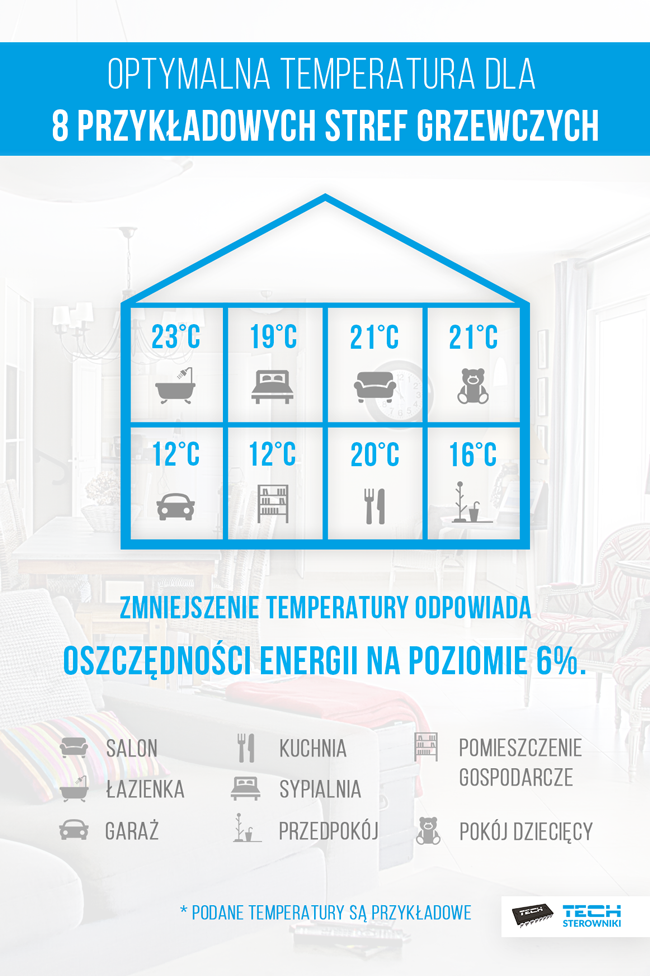 OPTYMALNA TEMPERATURA DLA
8 PRZYKŁADOWYCH STREF GRZEWCZYCH
23°C 19°C 21°C 21°C
12°C 12°C 20°C 16°C
ZMNIEJSZENIE TEMPERATURY ODPOWIADA
OSZCZĘDNOŚCI ENERGII NA POZIOMIE 6%.
SALON
ŁAZIENKA
GARAŻ
KUCHNIA
SYPIALNIA
PRZEDPOKÓJ
POMIESZCZENIE
GOSPODARCZE
POKÓJ DZIECIĘCY
* PODANE TEMPERATURY SĄ PRZYKŁADOWE
TECH
TECH
STEROWNIKI